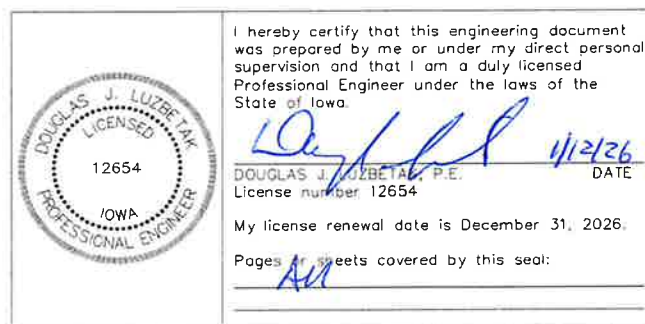 DOUGLAS J. LUZBETAK
LICENSED
12654
IOWA
PROFESSIONAL ENGINEER
I hereby certify that this engineering document
was prepared by me or under my direct personal
supervision and that I am a duly licensed
Professional Engineer under the laws of the
State of Iowa.
1/12/26
DOUGLAS J. LUZBETAK, P.E. DATE
License number 12654
My license renewal date is December 31, 2026.
Pages or sheets covered by this seal:
All